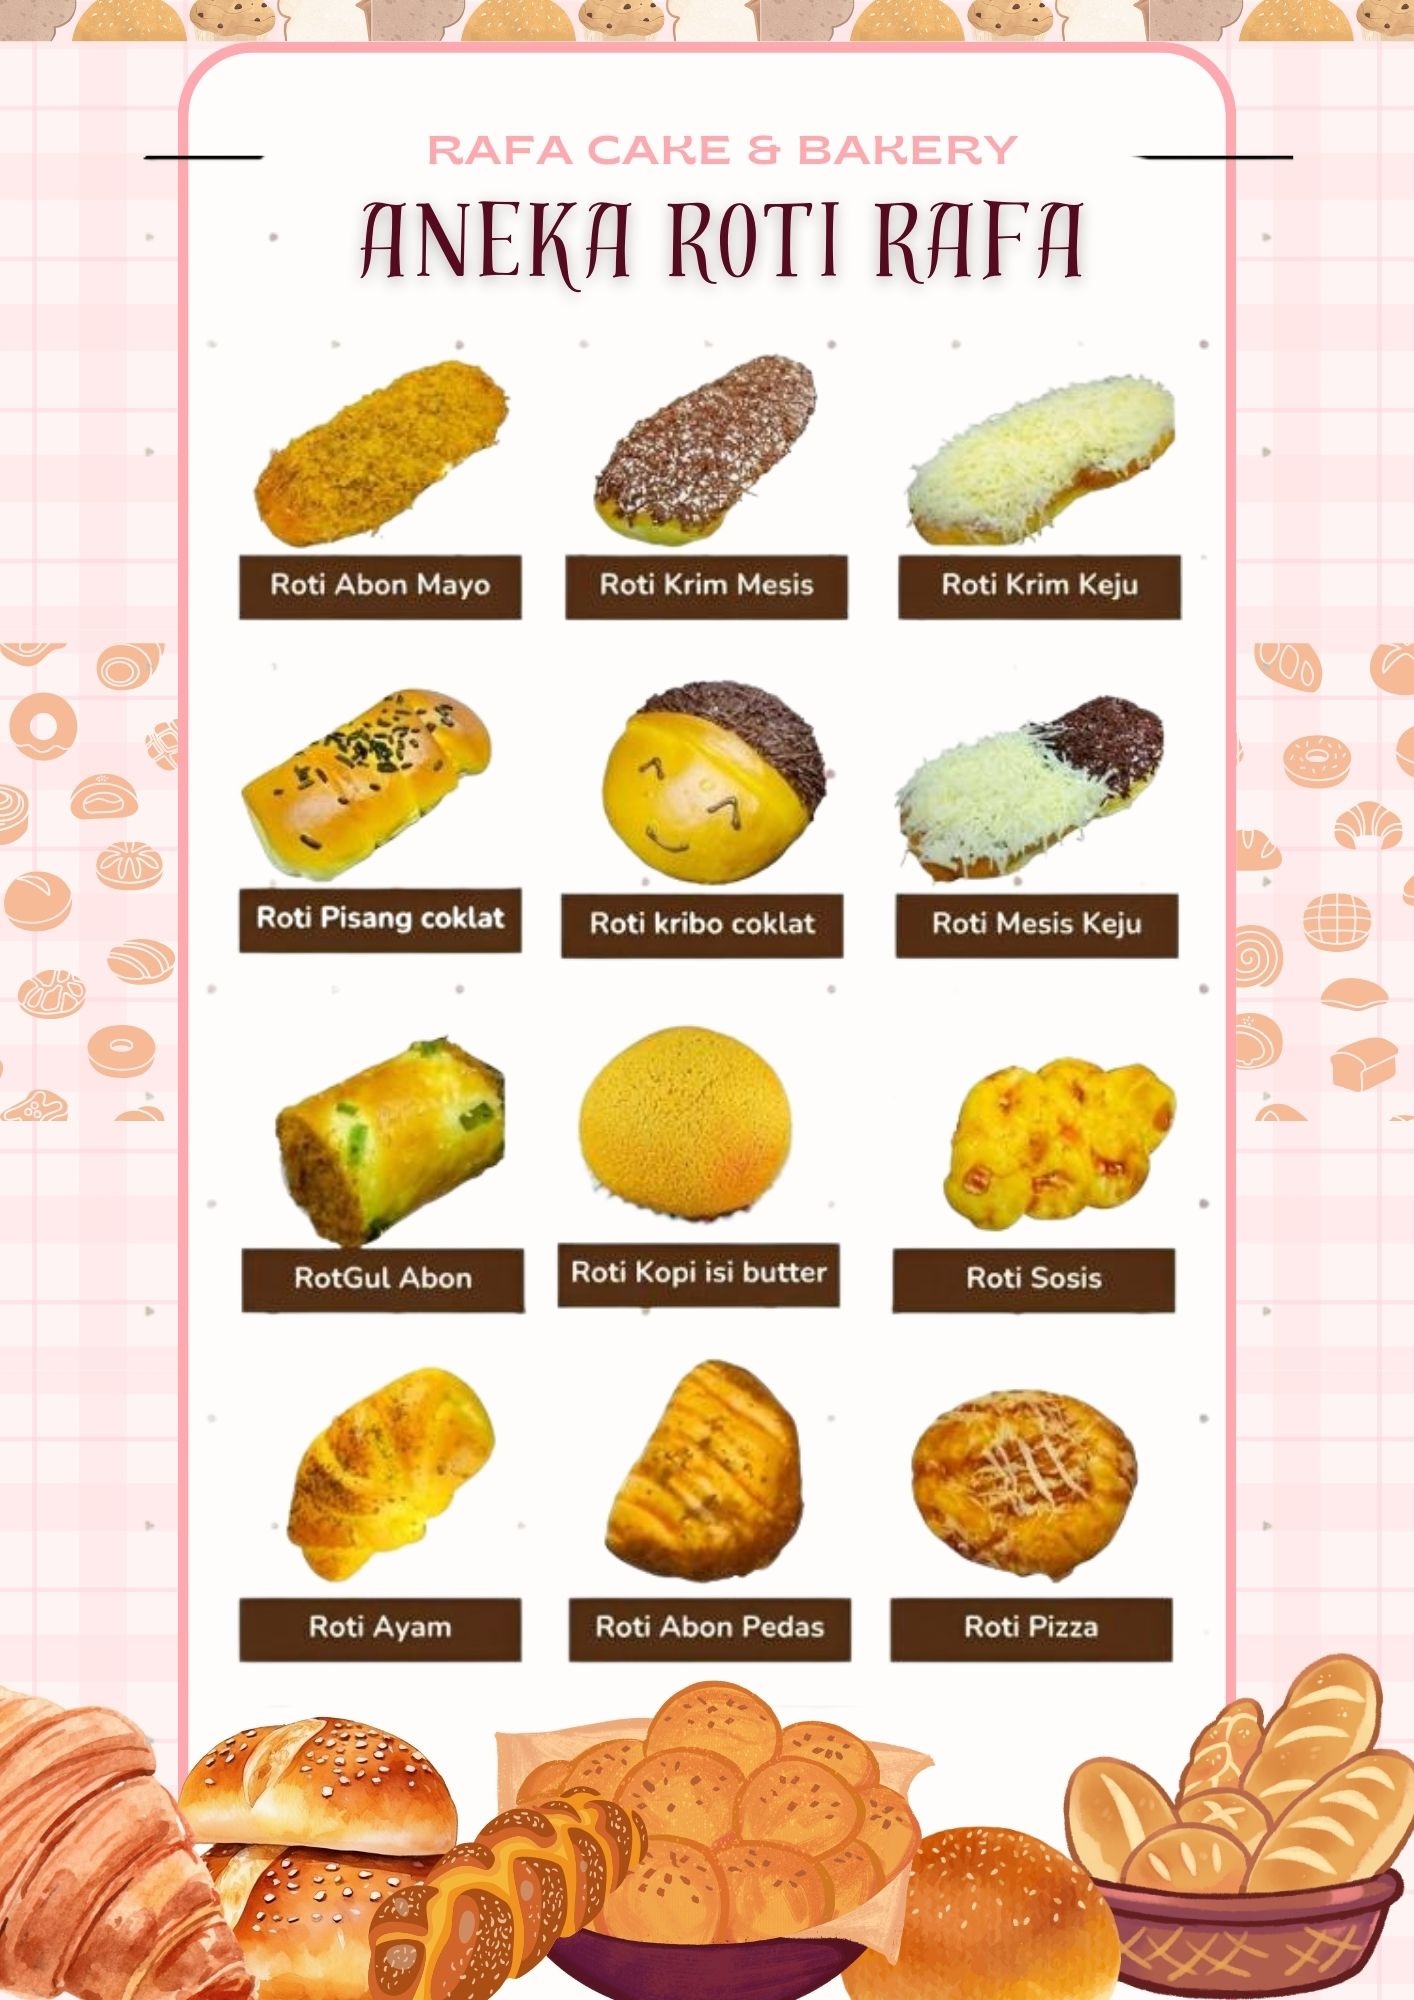 RAFA CAKE & BAKERY
ANEKA ROTI RAFA
Roti Abon Mayo
Roti Krim Mesis
Roti Krim Keju
Roti Pisang coklat
Roti kribo coklat
Roti Mesis Keju
RotGul Abon
Roti Kopi isi butter
Roti Sosis
Roti Ayam
Roti Abon Pedas
Roti Pizza